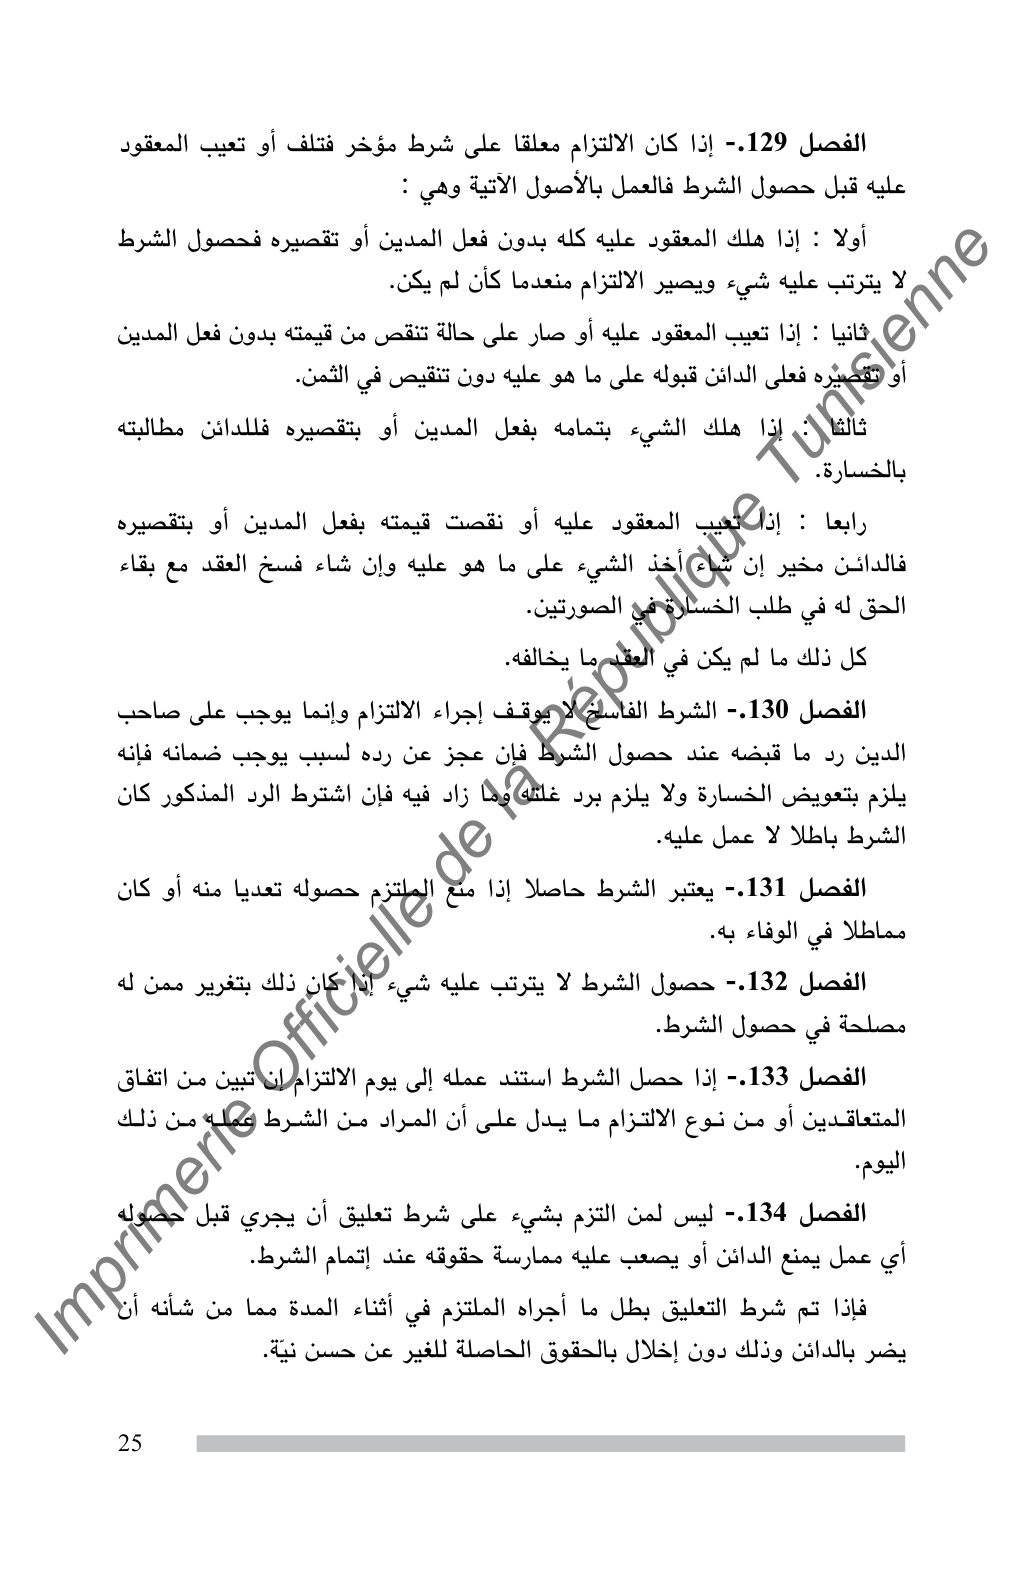 الفصل 129.- إذا كان الالتزام معلقا على شرط مؤخر فتلف أو تعيب المعقود
عليه قبل حصول الشرط فالعمل بالأصول الآتية وهي :
أولا : إذا هلك المعقود عليه كله بدون فعل المدين أو تقصيره فحصول الشرط
لا يترتب عليه شيء ويصير الالتزام منعدما كأن لم يكن.
ثانيا : إذا تعيب المعقود عليه أو صار على حالة تنقص من قيمته بدون فعل المدين
أو تقصيره فعلى الدائن قبوله على ما هو عليه دون تنقيص في الثمن.
ثالثا : إذا هلك الشيء بتمامه بفعل المدين أو بتقصيره فللدائن مطالبته
بالخسارة.
رابعا : إذا تعيب المعقود عليه أو نقصت قيمته بفعل المدين أو بتقصيره
فالدائن مخير إن شاء أخذ الشيء على ما هو عليه وإن شاء فسخ العقد مع بقاء
الحق له في طلب الخسارة في الصورتين.
كل ذلك ما لم يكن في العقد ما يخالفه.
الفصل 130.- الشرط الفاسخ لا يوقف إجراء الالتزام وإنما يوجب على صاحب
الدين رد ما قبضه عند حصول الشرط فإن عجز عن رده لسبب يوجب ضمانه فإنه
يلزم بتعويض الخسارة ولا يلزم برد غلته وما زاد فيه فإن اشترط الرد المذكور كان
الشرط باطلا لا عمل عليه.
الفصل 131.- يعتبر الشرط حاصلا إذا منع الملتزم حصوله تعديا منه أو كان
مماطلا في الوفاء به.
الفصل 132.- حصول الشرط لا يترتب عليه شيء إذا كان ذلك بتغرير ممن له
مصلحة في حصول الشرط.
الفصل 133.- إذا حصل الشرط استند عمله إلى يوم الالتزام إن تبين من اتفاق
المتعاقدين أو من نوع الالتزام ما يدل على أن المراد من الشرط عمله من ذلك
اليوم.
الفصل 134.- ليس لمن التزم بشيء على شرط تعليق أن يجري قبل حصوله
أي عمل يمنع الدائن أو يصعب عليه ممارسة حقوقه عند إتمام الشرط.
فإذا تم شرط التعليق بطل ما أجراه الملتزم في أثناء المدة مما من شأنه أن
يضر بالدائن وذلك دون إخلال بالحقوق الحاصلة للغير عن حسن نيّة.
25
Imprimerie Officielle de la République Tunisienne